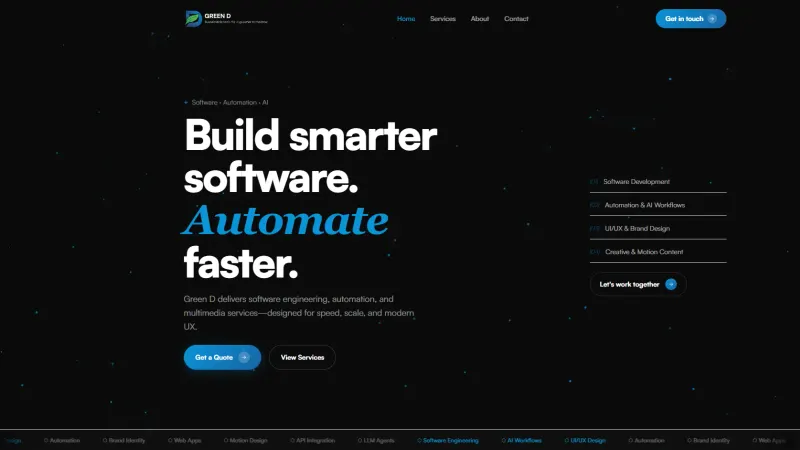 GREEN D
Home Services About Contact
Get in touch
Software · Automation · AI
Build smarter
software.
Automate
faster.
Green D delivers software engineering, automation, and
multimedia services—designed for speed, scale, and modern
UX.
Get a Quote
View Services
Software Development
Automation & AI Workflows
UI/UX & Brand Design
Creative & Motion Content
Let's work together
Automation Brand Identity Web Apps Motion Design API Integration LLM Agents Software Engineering AI Workflows UI/UX Design Automation Brand Identity Web Apps